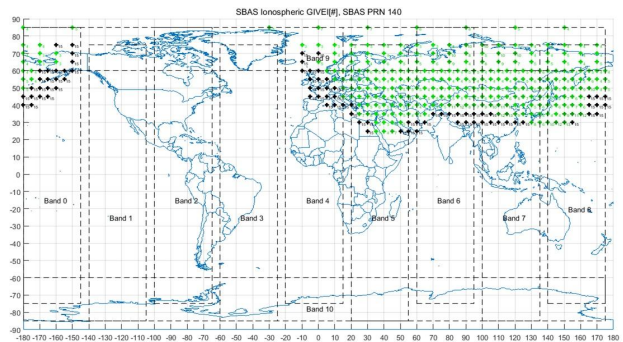 SBAS Ionospheric GIVEI[#], SBAS PRN 140
90
80
70
60
50
40
30
20
10
0
-10
-20
-30
-40
-50
-60
-70
-80
-90
Band 9
Band 0
Band 1
Band 2
Band 3
Band 4
Band 5
Band 6
Band 7
Band 8
Band 10
-180 -170 -160 -150 -140 -130 -120 -110 -100 -90 -80 -70 -60 -50 -40 -30 -20 -10 0 10 20 30 40 50 60 70 80 90 100 110 120 130 140 150 160 170 180